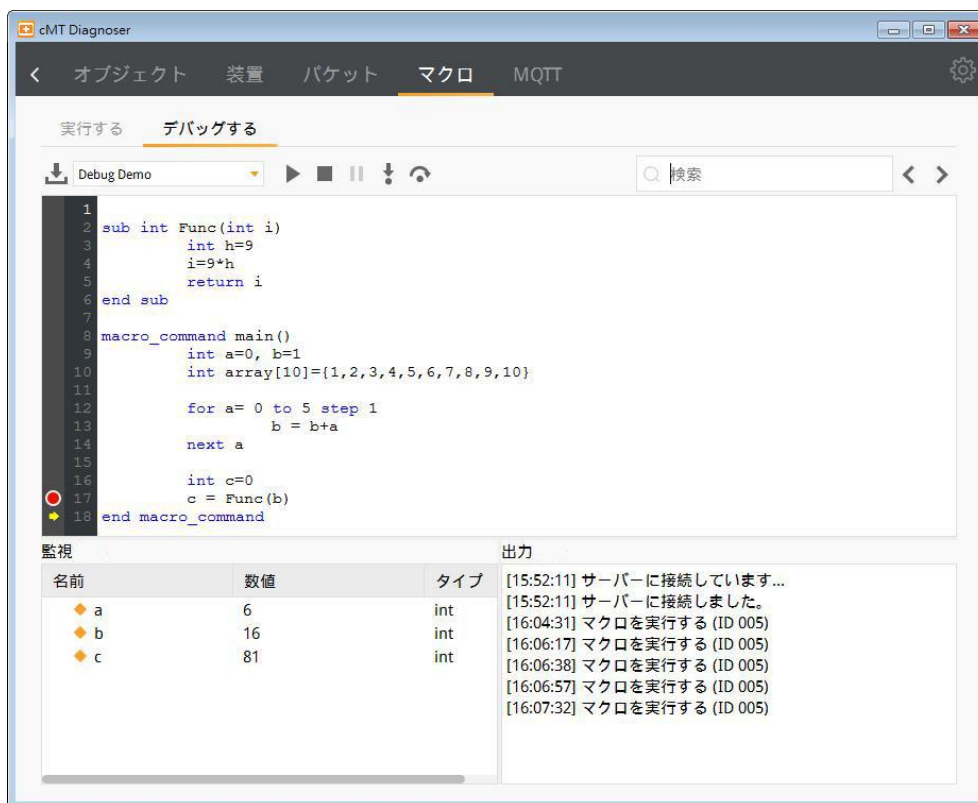 cMT Diagnoser
オブジェクト 装置 パケット マクロ MQTT
実行する デバッグする
Debug Demo 検索
1
2 sub int Func(int i)
3 int h=9
4 i=9*h
5 return i
6 end sub
7
8 macro_command main()
9 int a=0, b=1
10 int array[10]={1,2,3,4,5,6,7,8,9,10}
11
12 for a= 0 to 5 step 1
13 b = b+a
14 next a
15
16 int c=0
17 c = Func(b)
18 end macro_command
監視
名前 数値 タイプ
a 6 int
b 16 int
c 81 int
出力
[15:52:11] サーバーに接続しています...
[15:52:11] サーバーに接続しました。
[16:04:31] マクロを実行する (ID 005)
[16:06:17] マクロを実行する (ID 005)
[16:06:38] マクロを実行する (ID 005)
[16:06:57] マクロを実行する (ID 005)
[16:07:32] マクロを実行する (ID 005)